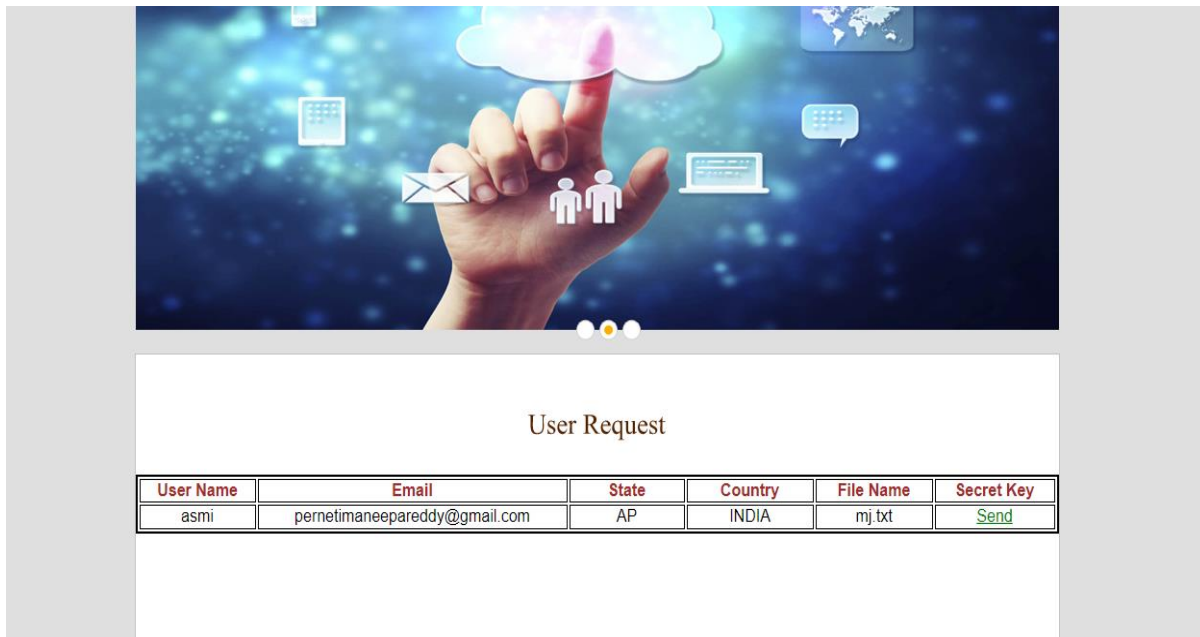 User Request
User Name Email State Country File Name Secret Key
asmi pernetimaneepareddy@gmail.com AP INDIA mj.txt Send